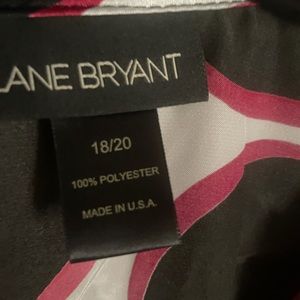 LANE BRYANT
18/20
100% POLYESTER
MADE IN U.S.A.